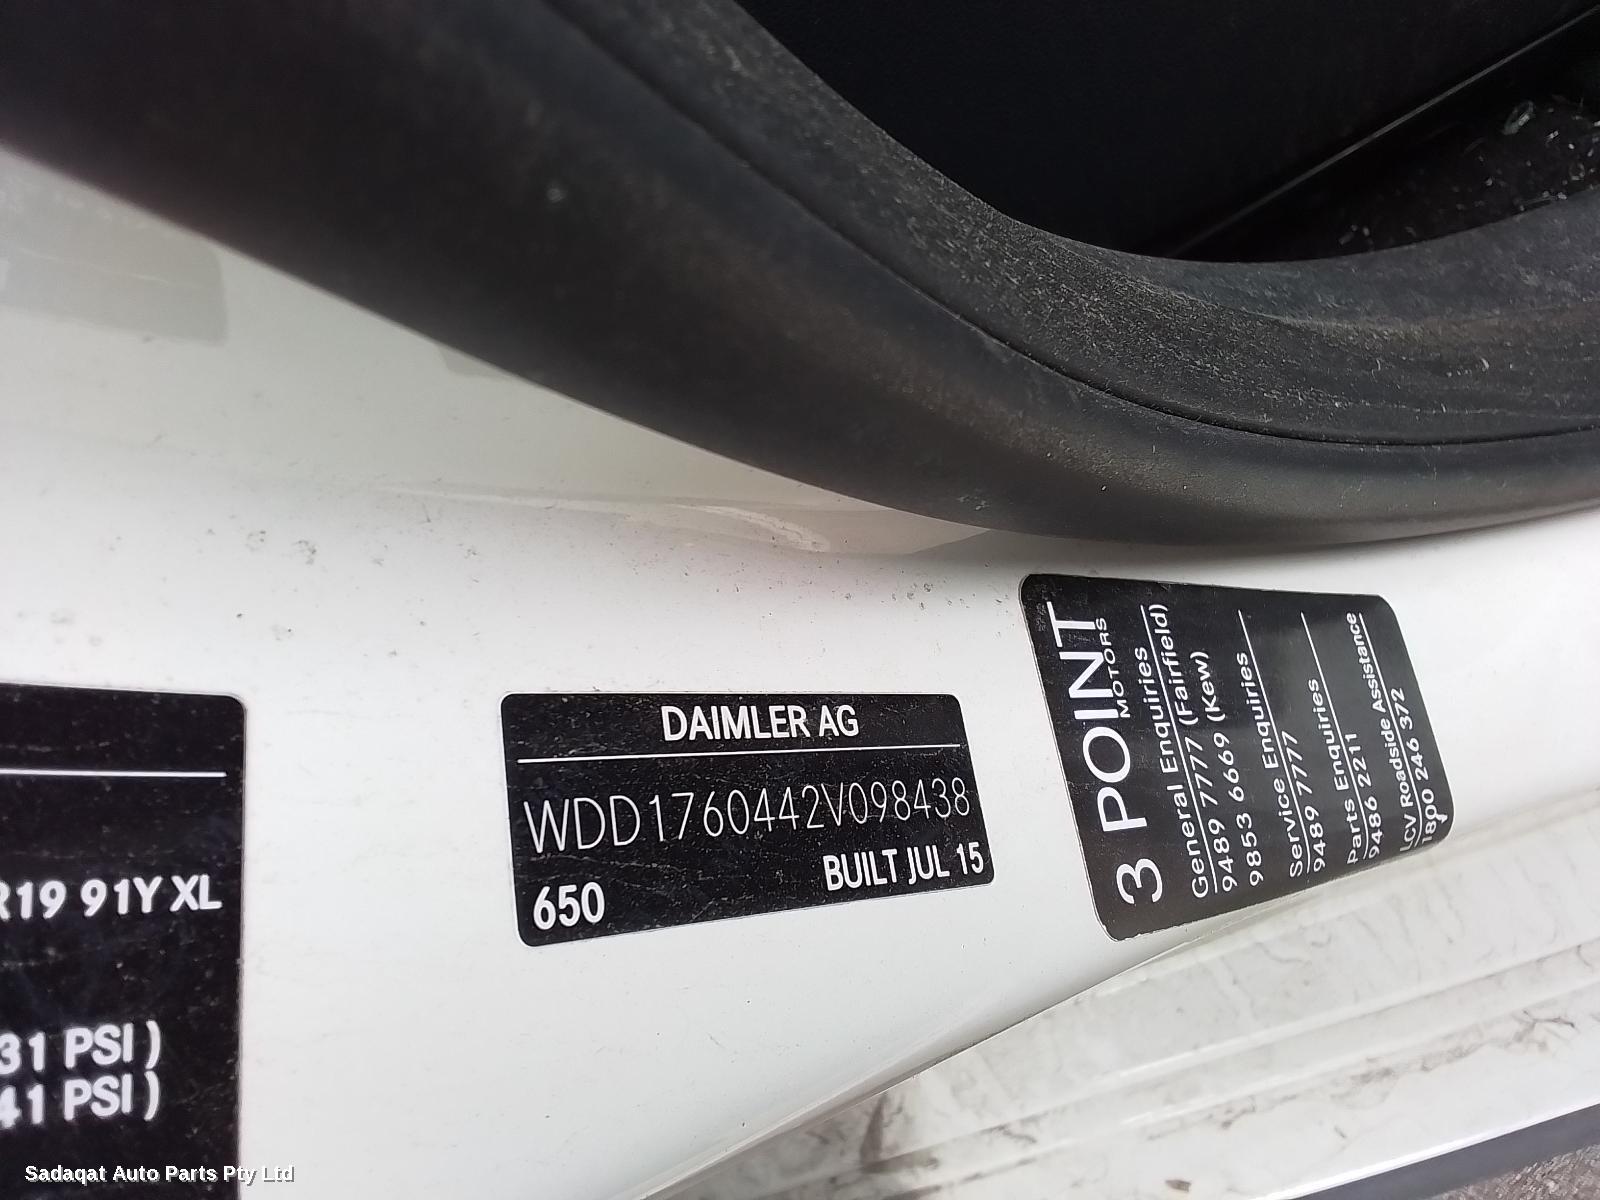 R19 91Y XL
31 PSI )
41 PSI )
DAIMLER AG
WDD1760442V098438
BUILT JUL 15
650
3 POINT
MOTORS
General Enquiries
9489 7777 (Fairfield)
9853 6669 (Kew)
Service Enquiries
9489 7777
Parts Enquiries
9486 2211
LCV Roadside Assistance
1800 246 372
Sadaqat Auto Parts Pty Ltd